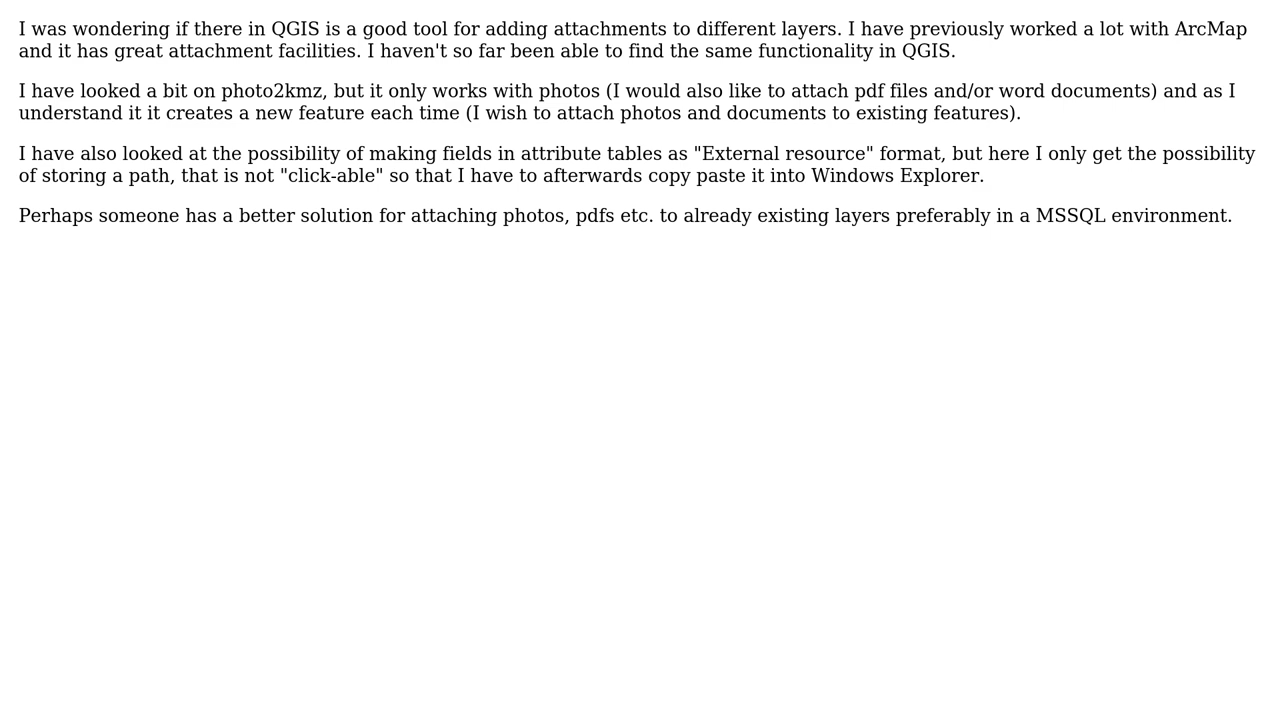 I was wondering if there in QGIS is a good tool for adding attachments to different layers. I have previously worked a lot with ArcMap
and it has great attachment facilities. I haven't so far been able to find the same functionality in QGIS.
I have looked a bit on photo2kmz, but it only works with photos (I would also like to attach pdf files and/or word documents) and as I
understand it it creates a new feature each time (I wish to attach photos and documents to existing features).
I have also looked at the possibility of making fields in attribute tables as "External resource" format, but here I only get the possibility
of storing a path, that is not "click-able" so that I have to afterwards copy paste it into Windows Explorer.
Perhaps someone has a better solution for attaching photos, pdfs etc. to already existing layers preferably in a MSSQL environment.